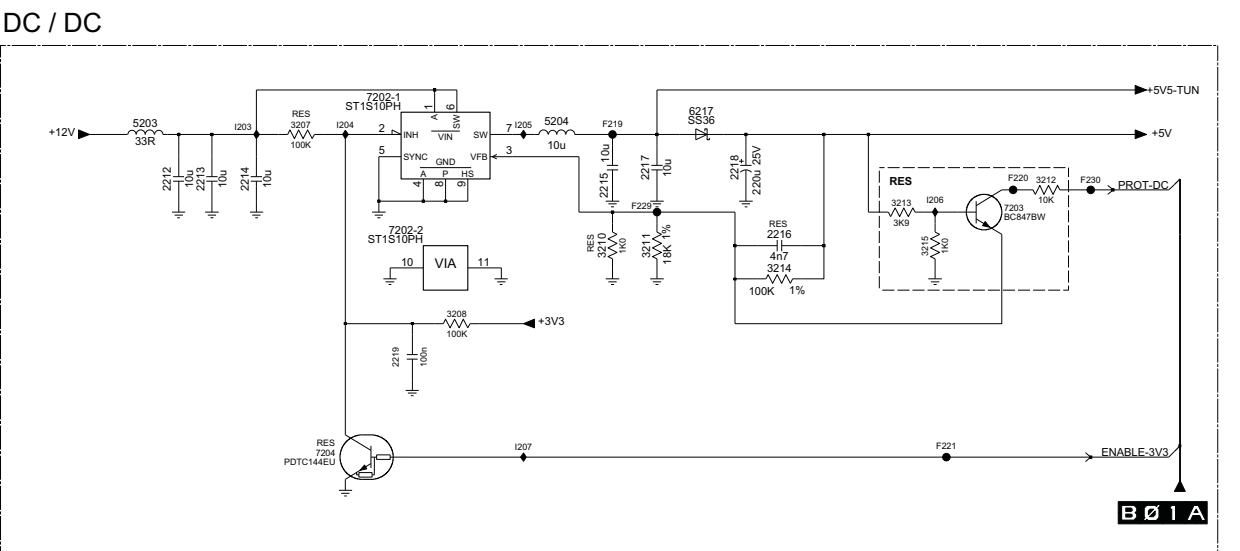 DC / DC
+12V
5203
33R
2212
10u
2213
10u
2214
10u
I203
RES
3207
100K
I204
7202-1
ST1S10PH
1
6
A
SW
VIN
2
INH
5
SYNC
GND
A
P
HS
4
8
9
SW
VFB
7
3
I205
5204
10u
F219
2215
10u
2217
10u
6217
SS36
2218
220u 25V
+5V5-TUN
+5V
F229
RES
3210
1K0
3211
18K 1%
RES
2216
4n7
3214
100K 1%
RES
3213
3K9
I206
3215
1K0
7203
BC847BW
F220
3212
10K
F230
PROT-DC
7202-2
ST1S10PH
10
VIA
11
3208
100K
+3V3
2219
100n
RES
7204
PDTC144EU
I207
F221
ENABLE-3V3
BØ1A